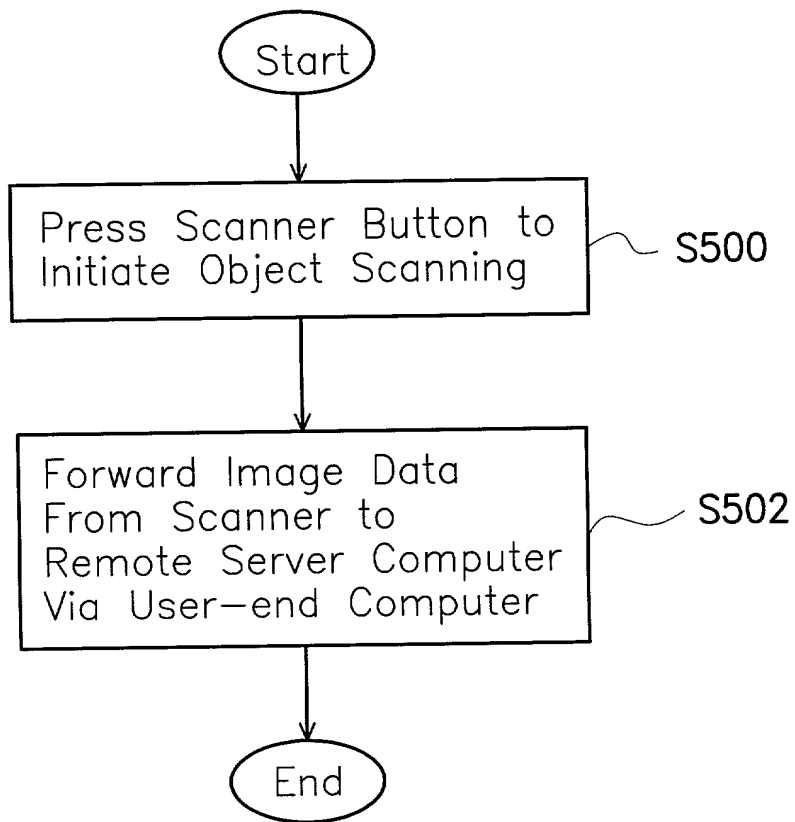 Start
Press Scanner Button to
Initiate Object Scanning
S500
Forward Image Data
From Scanner to
Remote Server Computer
Via User-end Computer
S502
End